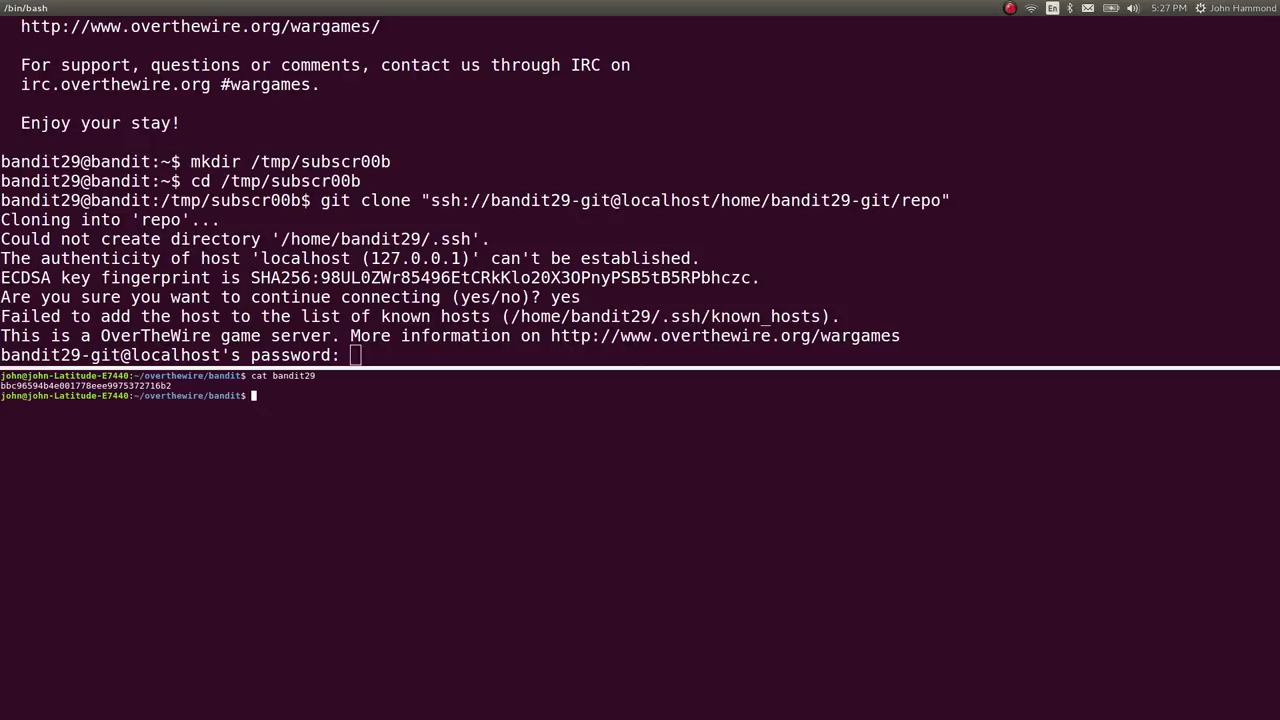 /bin/bash
En
5:27 PM
John Hammond
http://www.overthewire.org/wargames/
For support, questions or comments, contact us through IRC on
irc.overthewire.org #wargames.
Enjoy your stay!
bandit29@bandit:~$ mkdir /tmp/subscr00b
bandit29@bandit:~$ cd /tmp/subscr00b
bandit29@bandit:/tmp/subscr00b$ git clone "ssh://bandit29-git@localhost/home/bandit29-git/repo"
Cloning into 'repo'...
Could not create directory '/home/bandit29/.ssh'.
The authenticity of host 'localhost (127.0.0.1)' can't be established.
ECDSA key fingerprint is SHA256:98UL0ZWr85496EtCRkKlo20X3OPnyPSB5tB5RPbhczc.
Are you sure you want to continue connecting (yes/no)? yes
Failed to add the host to the list of known hosts (/home/bandit29/.ssh/known_hosts).
This is a OverTheWire game server. More information on http://www.overthewire.org/wargames
bandit29-git@localhost's password:
john@john-Latitude-E7440:~/overthewire/bandit$ cat bandit29
bbc96594b4e001778eee9975372716b2
john@john-Latitude-E7440:~/overthewire/bandit$